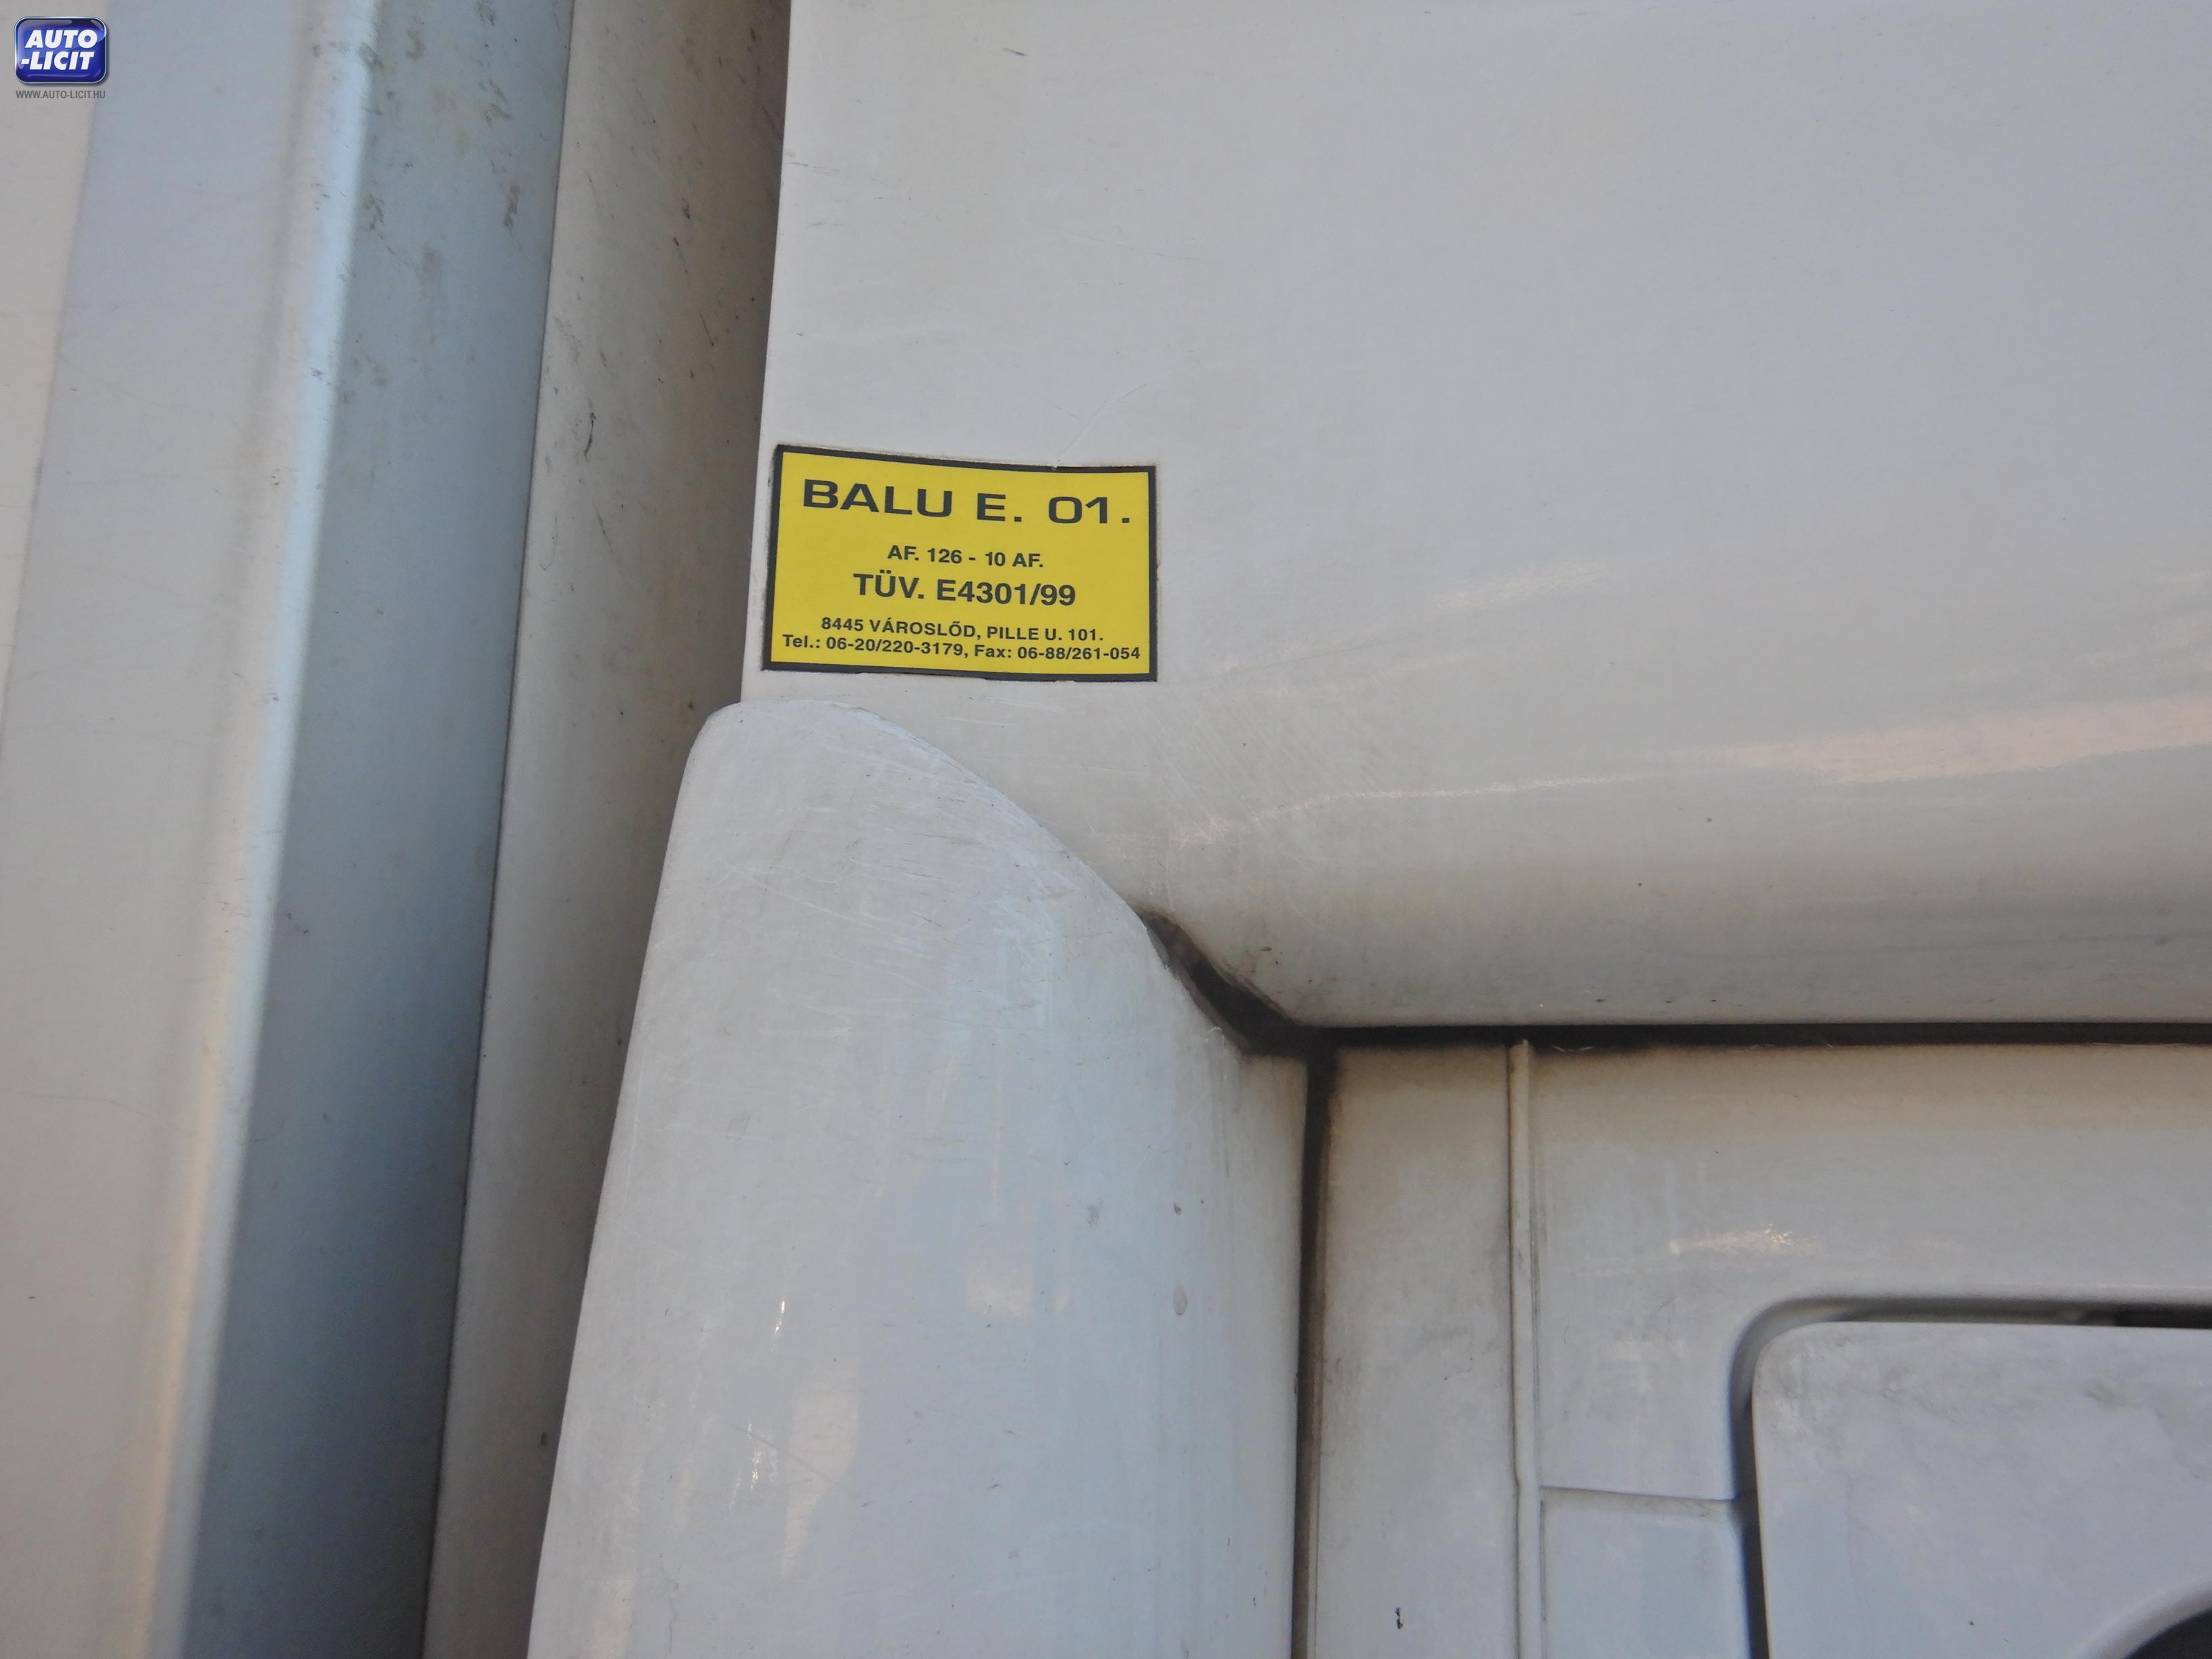 AUTO
-LICIT
WWW.AUTO-LICIT.HU
BALU E. 01.
AF. 126 - 10 AF.
TÜV. E4301/99
8445 VÁROSLŐD, PILLE U. 101.
Tel.: 06-20/220-3179, Fax: 06-88/261-054